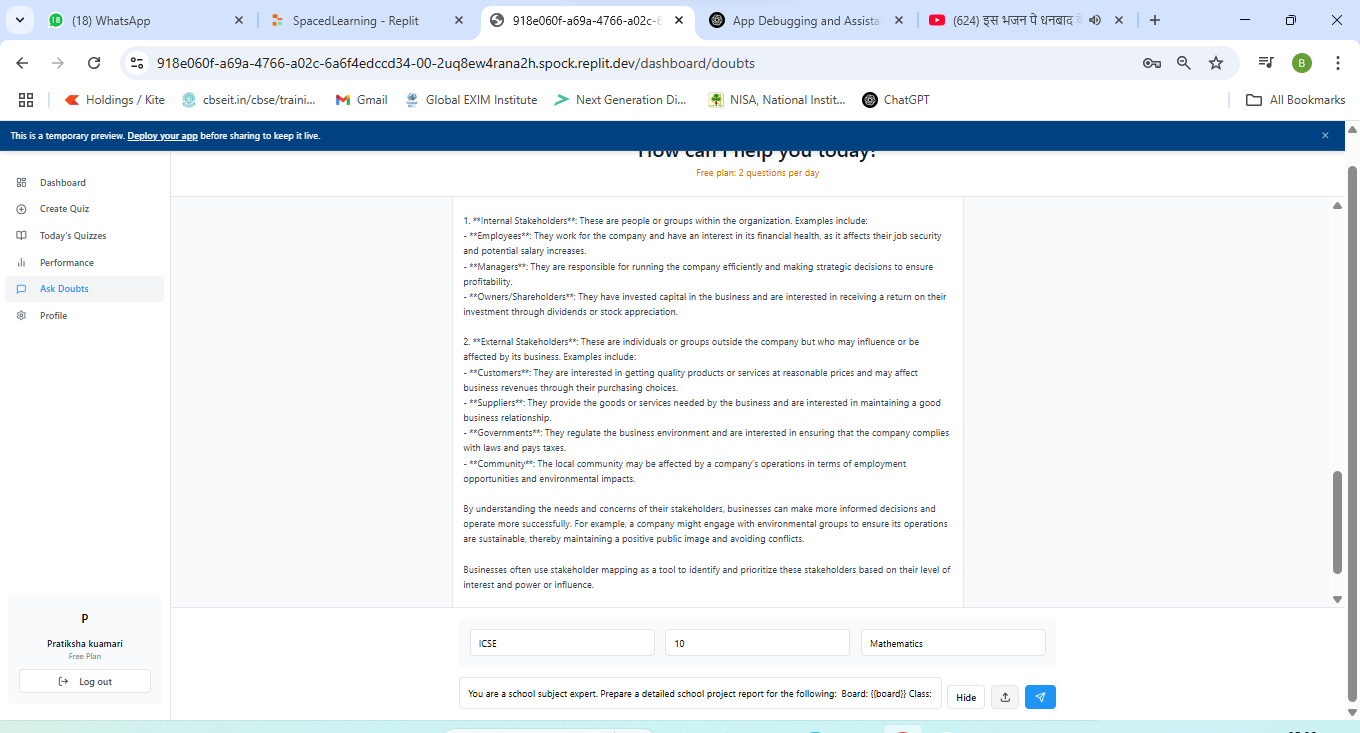 (18) WhatsApp
SpacedLearning - Replit
918e060f-a69a-4766-a02c-6
App Debugging and Assista
(624) इस भजन पे धनबाद
918e060f-a69a-4766-a02c-6a6f4edccd34-00-2uq8ew4rana2h.spock.replit.dev/dashboard/doubts
B
Holdings / Kite
cbseit.in/cbse/traini...
Gmail
Global EXIM Institute
Next Generation Di...
NISA, National Instit...
ChatGPT
All Bookmarks
This is a temporary preview. Deploy your app before sharing to keep it live.
How can I help you today?
Free plan: 2 questions per day
Dashboard
Create Quiz
Today's Quizzes
Performance
Ask Doubts
Profile
1. **Internal Stakeholders**: These are people or groups within the organization. Examples include:
- **Employees**: They work for the company and have an interest in its financial health, as it affects their job security
and potential salary increases.
- **Managers**: They are responsible for running the company efficiently and making strategic decisions to ensure
profitability.
- **Owners/Shareholders**: They have invested capital in the business and are interested in receiving a return on their
investment through dividends or stock appreciation.
2. **External Stakeholders**: These are individuals or groups outside the company but who may influence or be
affected by its business. Examples include:
- **Customers**: They are interested in getting quality products or services at reasonable prices and may affect
business revenues through their purchasing choices.
- **Suppliers**: They provide the goods or services needed by the business and are interested in maintaining a good
business relationship.
- **Governments**: They regulate the business environment and are interested in ensuring that the company complies
with laws and pays taxes.
- **Community**: The local community may be affected by a company's operations in terms of employment
opportunities and environmental impacts.
By understanding the needs and concerns of their stakeholders, businesses can make more informed decisions and
operate more successfully. For example, a company might engage with environmental groups to ensure its operations
are sustainable, thereby maintaining a positive public image and avoiding conflicts.
Businesses often use stakeholder mapping as a tool to identify and prioritize these stakeholders based on their level of
interest and power or influence.
P
Pratiksha kuamari
Free Plan
Log out
ICSE
10
Mathematics
You are a school subject expert. Prepare a detailed school project report for the following: Board: {{board}} Class:
Hide